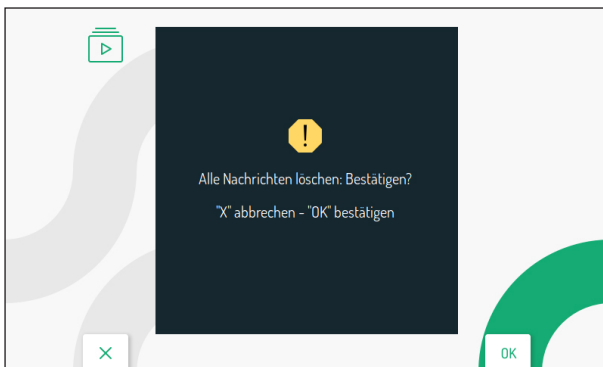 Alle Nachrichten löschen: Bestätigen?
"X" abbrechen - "OK" bestätigen
OK